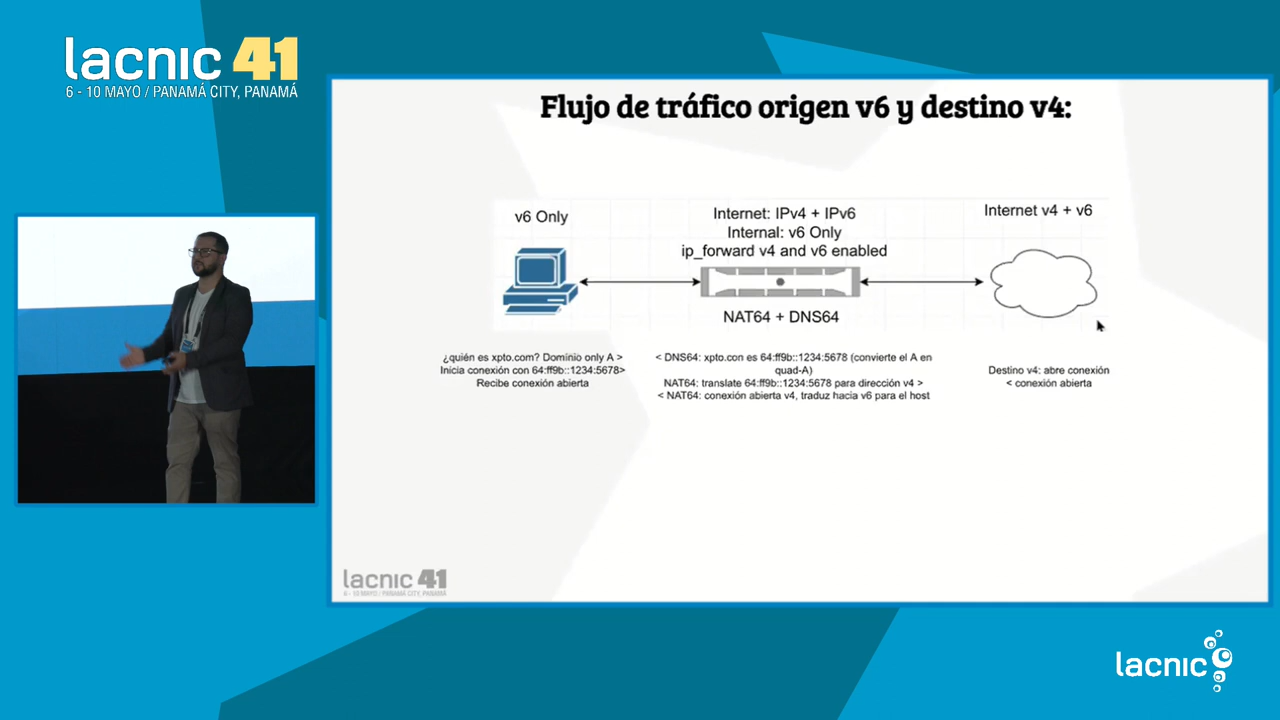 lacnic 41
6 - 10 MAYO / PANAMÁ CITY, PANAMÁ
Flujo de tráfico origen v6 y destino v4:
v6 Only
Internet: IPv4 + IPv6
Internal: v6 Only
ip_forward v4 and v6 enabled
Internet v4 + v6
NAT64 + DNS64
¿quién es xpto.com? Dominio only A >
Inicia conexión con 64:ff9b::1234:5678>
Recibe conexión abierta
< DNS64: xpto.con es 64:ff9b::1234:5678 (convierte el A en
quad-A)
NAT64: translate 64:ff9b::1234:5678 para dirección v4 >
< NAT64: conexión abierta v4, traduz hacia v6 para el host
Destino v4: abre conexión
< conexión abierta
lacnic 41
6 - 10 MAYO / PANAMÁ CITY, PANAMÁ
lacnic